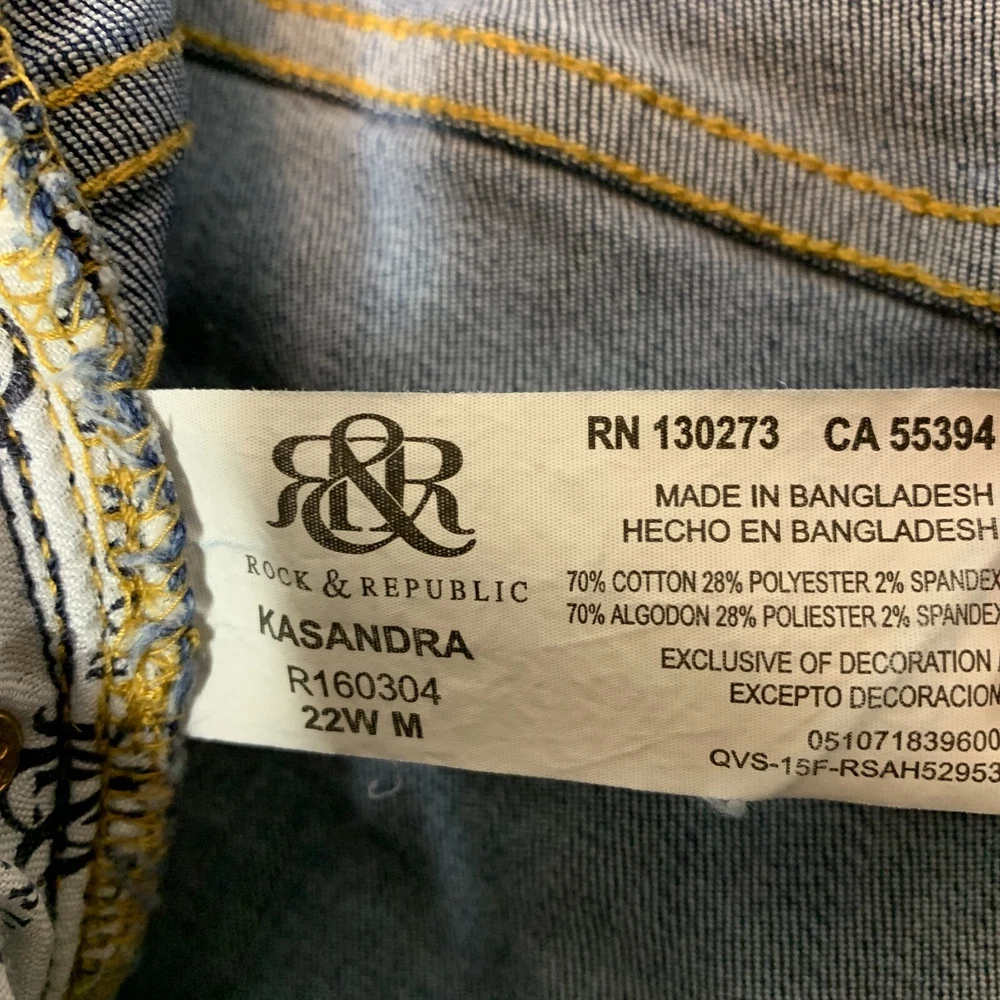 R&R
ROCK & REPUBLIC
KASANDRA
R160304
22W M
RN 130273 CA 55394
MADE IN BANGLADESH
HECHO EN BANGLADESH
70% COTTON 28% POLYESTER 2% SPANDEX
70% ALGODON 28% POLIESTER 2% SPANDEX
EXCLUSIVE OF DECORATION /
EXCEPTO DECORACION
051071839600
QVS-15F-RSAH52953